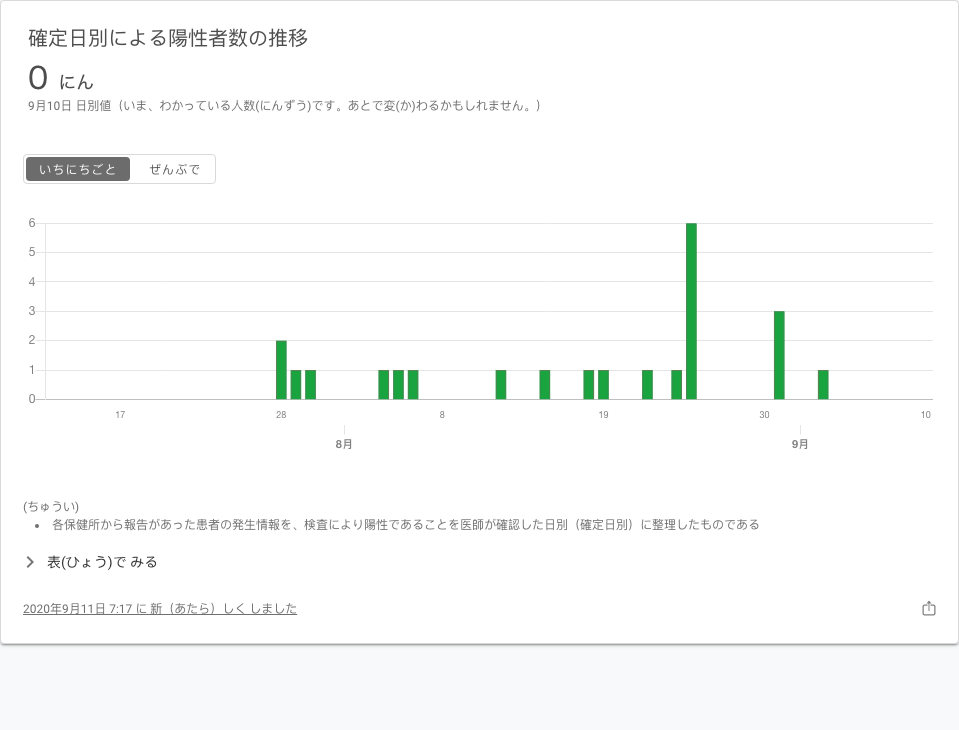 確定日別による陽性者数の推移
0 にん
9月10日 日別値（いま、わかっている人数(にんずう)です。あとで変(か)わるかもしれません。）
いちにちごと ぜんぶで
6
5
4
3
2
1
0
17 28 8 19 30 10
8月 9月
(ちゅうい)
• 各保健所から報告があった患者の発生情報を、検査により陽性であることを医師が確認した日別（確定日別）に整理したものである
表(ひょう)で みる
2020年9月11日 7:17 に 新（あたら）しく しました